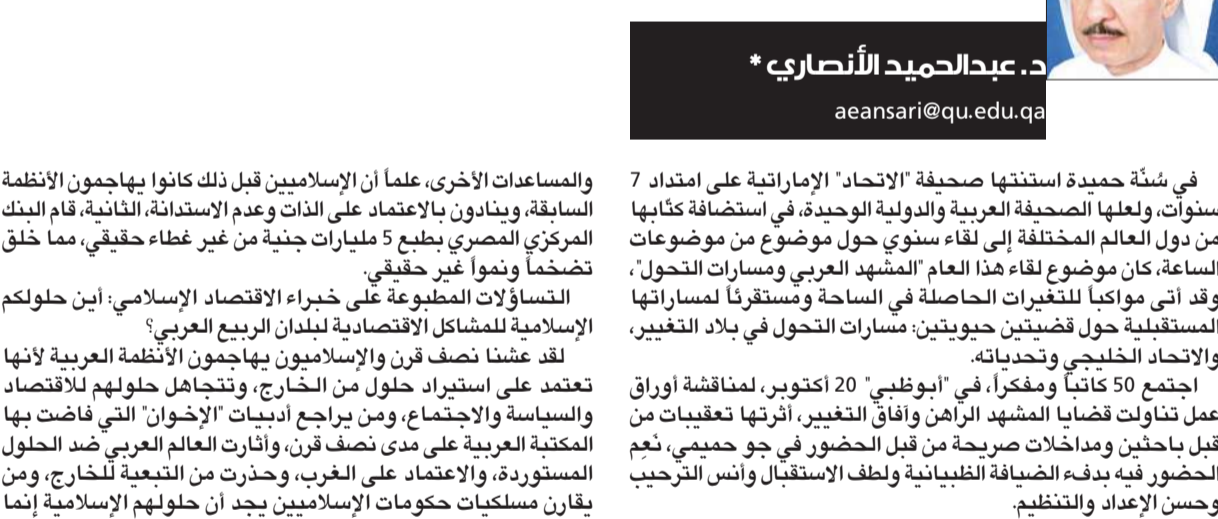 د. عبدالحميد الأنصاري *
aeansari@qu.edu.qa
في سُنّة حميدة استنتها صحيفة "الاتحاد" الإماراتية على امتداد 7
سنوات، ولعلها الصحيفة العربية والدولية الوحيدة، في استضافة كتّابها
من دول العالم المختلفة إلى لقاء سنوي حول موضوع من موضوعات
الساعة، كان موضوع لقاء هذا العام "المشهد العربي ومسارات التحول"،
وقد أتى مواكباً للتغيرات الحاصلة في الساحة ومستقرئاً لمساراتها
المستقبلية حول قضيتين حيويتين: مسارات التحول في بلاد التغيير،
والاتحاد الخليجي وتحدياته.
اجتمع 50 كاتباً ومفكراً، في "أبوظبي" 20 أكتوبر، لمناقشة أوراق
عمل تناولت قضايا المشهد الراهن وآفاق التغيير، أثرتها تعقيبات من
قبل باحثين ومداخلات صريحة من قبل الحضور في جو حميمي، نَعِم
الحضور فيه بدفء الضيافة الظبيانية ولطف الاستقبال وأنس الترحيب
وحسن الإعداد والتنظيم.
والمساعدات الأخرى، علماً أن الإسلاميين قبل ذلك كانوا يهاجمون الأنظمة
السابقة، وينادون بالاعتماد على الذات وعدم الاستدانة، الثانية، قام البنك
المركزي المصري بطبع 5 مليارات جنية من غير غطاء حقيقي، مما خلق
تضخماً ونمواً غير حقيقي.
التساؤلات المطبوعة على خبراء الاقتصاد الإسلامي: أين حلولكم
الإسلامية للمشاكل الاقتصادية لبلدان الربيع العربي؟
لقد عشنا نصف قرن والإسلاميون يهاجمون الأنظمة العربية لأنها
تعتمد على استيراد حلول من الخارج، وتتجاهل حلولهم للاقتصاد
والسياسة والاجتماع، ومن يراجع أدبيات "الإخوان" التي فاضت بها
المكتبة العربية على مدى نصف قرن، وأثارت العالم العربي ضد الحلول
المستوردة، والاعتماد على الغرب، وحذرت من التبعية للخارج، ومن
يقارن مسلكيات حكومات الإسلاميين يجد أن حلولهم الإسلامية إنما